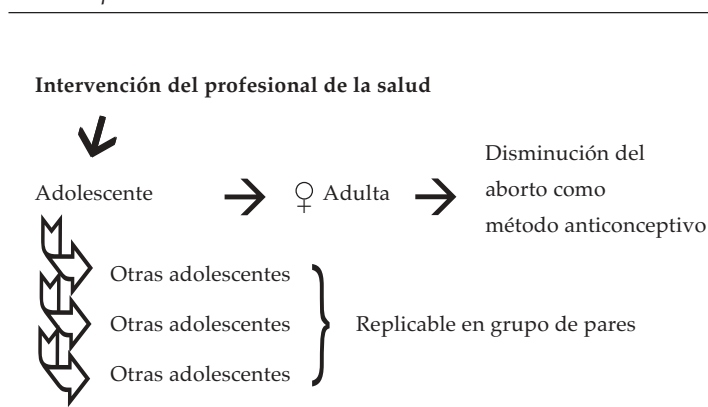 Intervención del profesional de la salud
Adolescente
♀ Adulta
Disminución del
aborto como
método anticonceptivo
Otras adolescentes
Otras adolescentes
Otras adolescentes
Replicable en grupo de pares